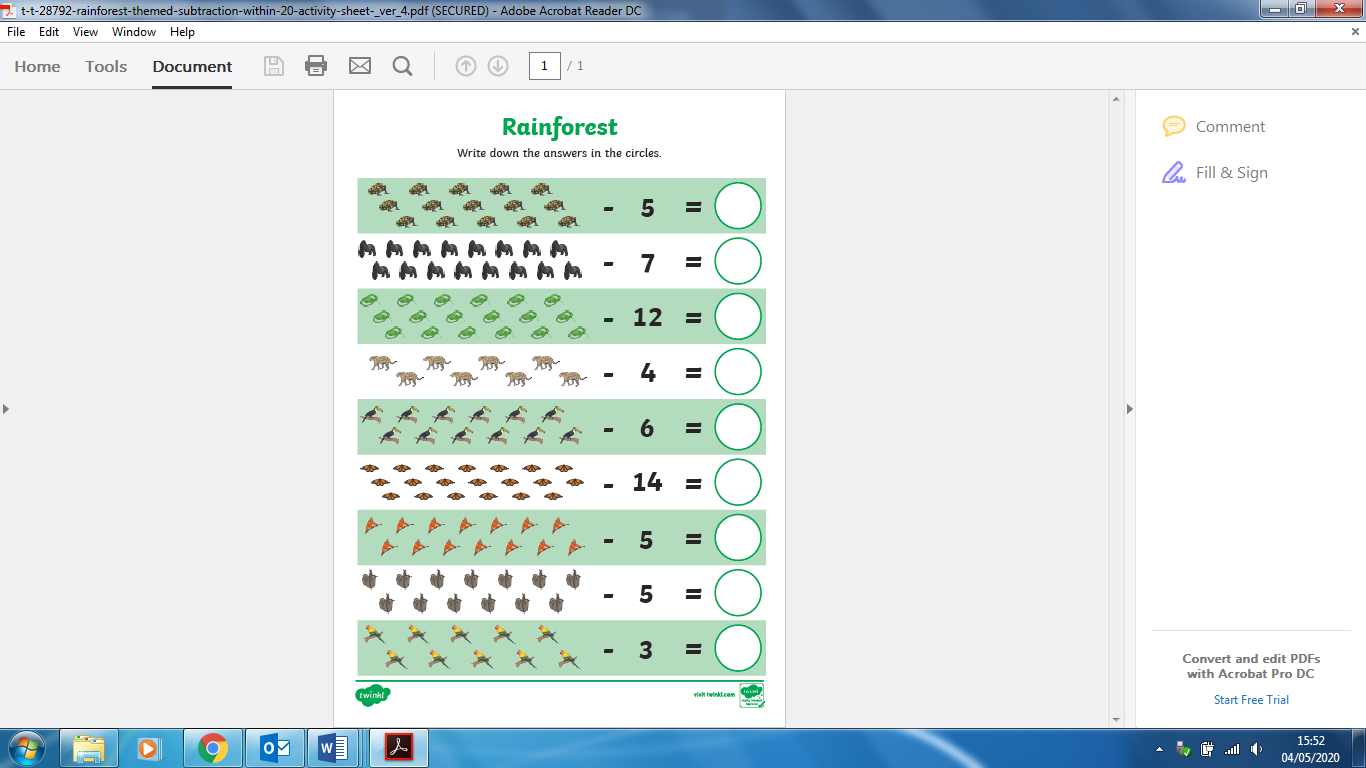 t-t-28792-rainforest-themed-subtraction-within-20-activity-sheet-_ver_4.pdf (SECURED) - Adobe Acrobat Reader DC
File Edit View Window Help
Home Tools Document 1 / 1
Comment
Fill & Sign
Rainforest
Write down the answers in the circles.
- 5 =
- 7 =
- 12 =
- 4 =
- 6 =
- 14 =
- 5 =
- 5 =
- 3 =
twinkl visit twinkl.com twinkl
Convert and edit PDFs
with Acrobat Pro DC
Start Free Trial
15:52
04/05/2020